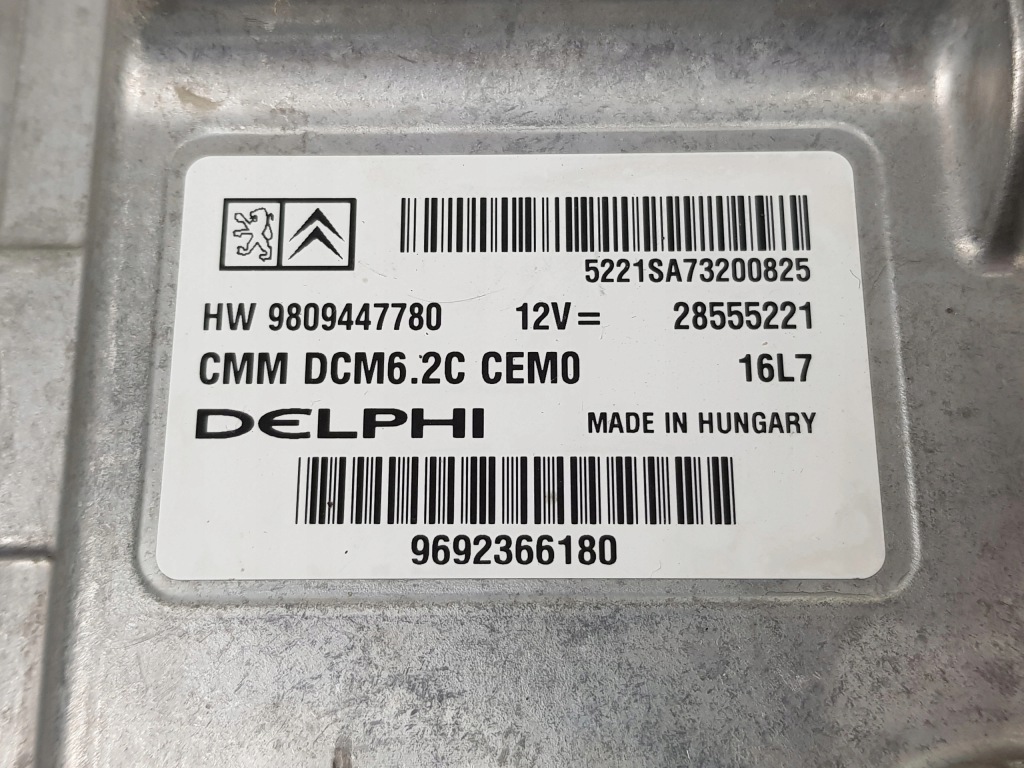 5221SA73200825
HW 9809447780 12V= 28555221
CMM DCM6.2C CEM0 16L7
DELPHI MADE IN HUNGARY
9692366180